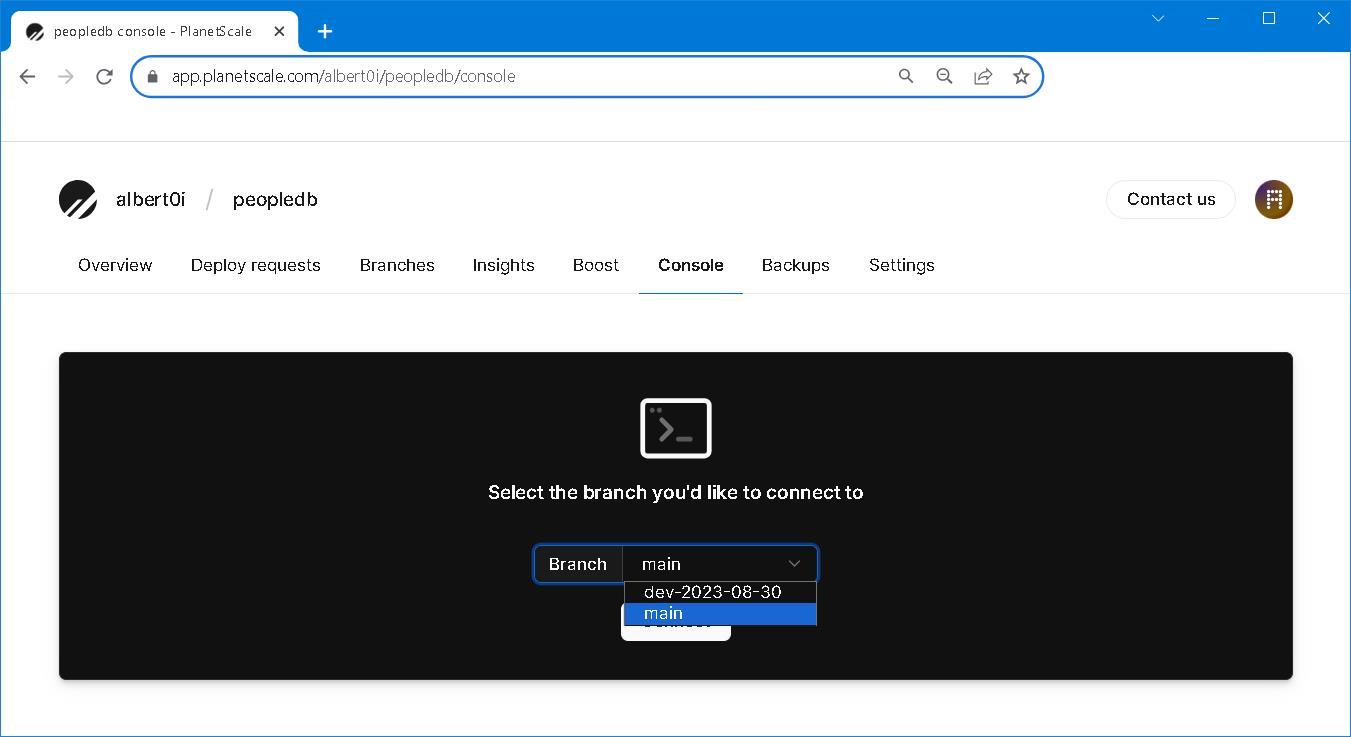 peopledb console - PlanetScale
app.planetscale.com/albert0i/peopledb/console
albert0i / peopledb
Contact us
Overview Deploy requests Branches Insights Boost Console Backups Settings
Select the branch you'd like to connect to
Branch main
dev-2023-08-30
main